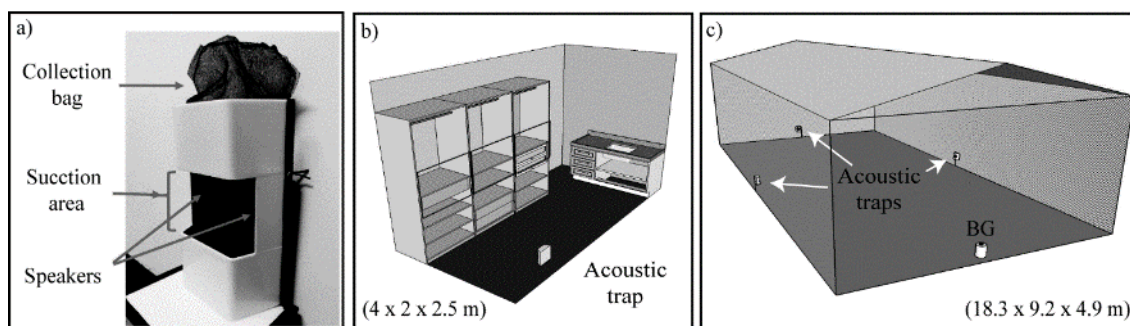 a)
Collection
bag
Sucction
area
Speakers
b)
Acoustic
trap
(4 x 2 x 2.5 m)
c)
Acoustic
traps
BG
(18.3 x 9.2 x 4.9 m)